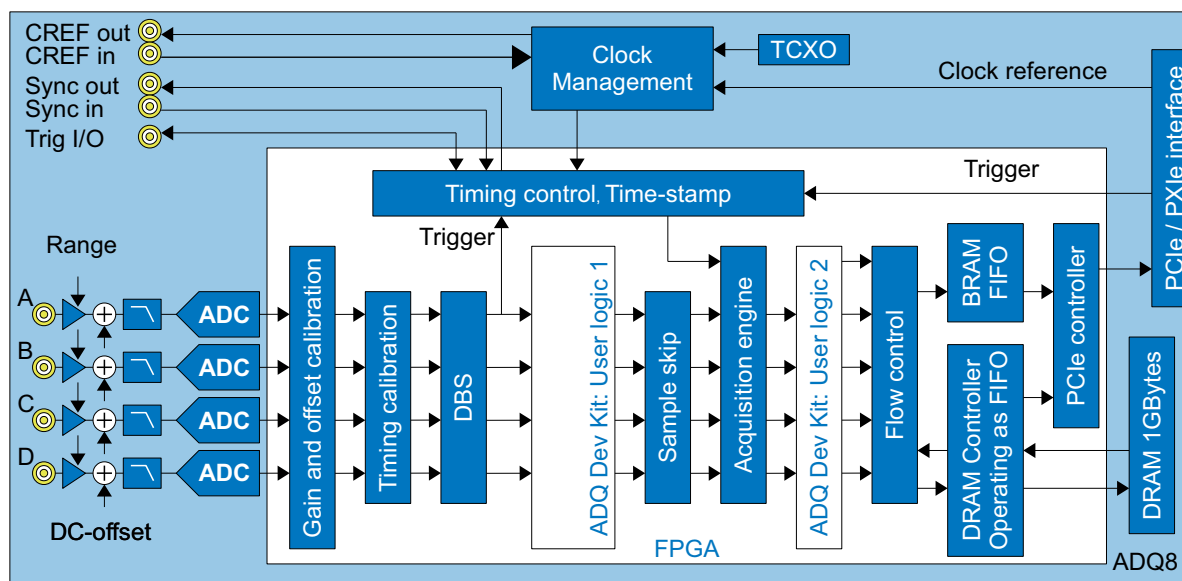 CREF out
CREF in
Sync out
Sync in
Trig I/O
Clock
Management
TCXO
Clock reference
PCIe / PXIe interface
Timing control, Time-stamp
Trigger
Trigger
Range
A
B
C
D
DC-offset
ADC
ADC
ADC
ADC
Gain and offset calibration
Timing calibration
DBS
ADQ Dev Kit: User logic 1
Sample skip
Acquisition engine
ADQ Dev Kit: User logic 2
Flow control
BRAM
FIFO
DRAM Controller
Operating as FIFO
PCIe controller
DRAM 1GBytes
FPGA
ADQ8